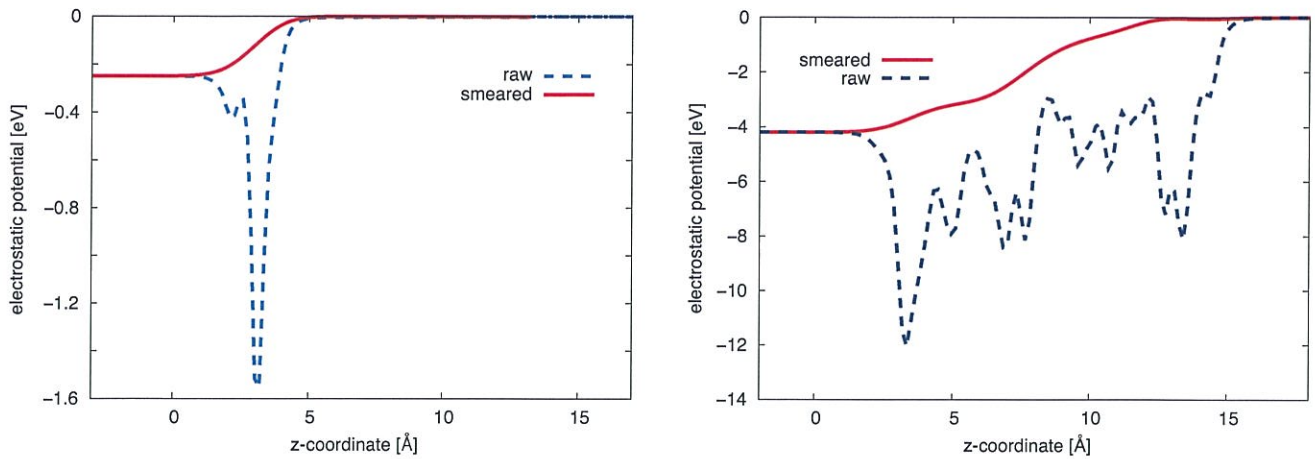 0
−0.4
−0.8
−1.2
−1.6
electrostatic potential [eV]
raw
smeared
0 5 10 15
z-coordinate [Å]
0
−2
−4
−6
−8
−10
−12
−14
electrostatic potential [eV]
smeared
raw
0 5 10 15
z-coordinate [Å]